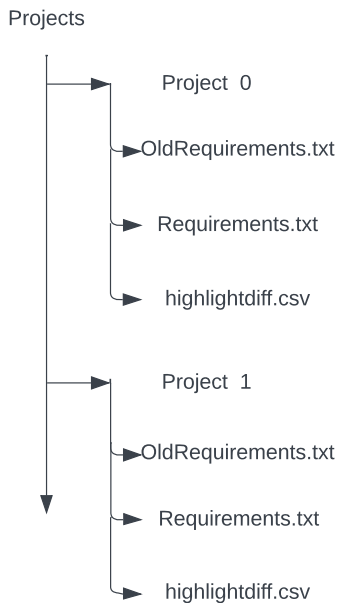 Projects
Project 0
OldRequirements.txt
Requirements.txt
highlightdiff.csv
Project 1
OldRequirements.txt
Requirements.txt
highlightdiff.csv